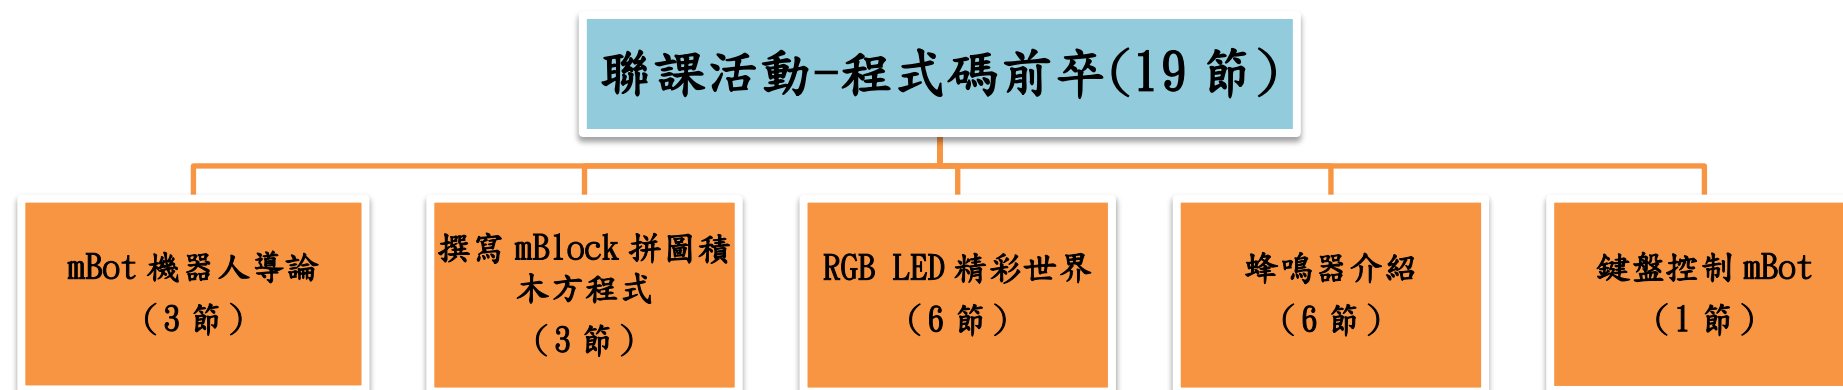 聯課活動-程式碼前卒(19 節)
mBot 機器人導論
(3 節)
撰寫 mBlock 拼圖積
木方程式
(3 節)
RGB LED 精彩世界
(6 節)
蜂鳴器介紹
(6 節)
鍵盤控制 mBot
(1 節)